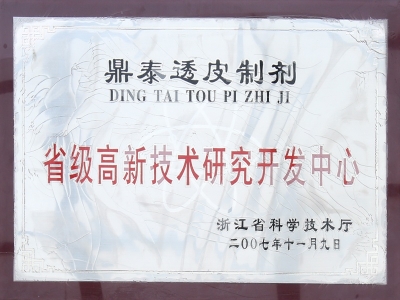 鼎泰透皮制剂
DING TAI TOU PI ZHI JI
省级高新技术研究开发中心
浙江省科学技术厅
二00七年十一月九日